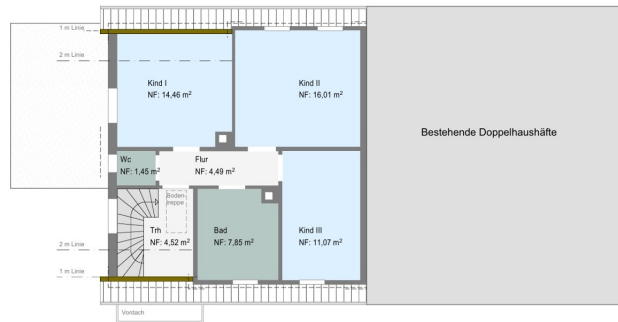 1 m Linie
2 m Linie
Kind I
NF: 14,46 m²
Kind II
NF: 16,01 m²
Bestehende Doppelhaushäfte
Wc
NF: 1,45 m²
Flur
NF: 4,49 m²
Boden-
treppe
Trh
NF: 4,52 m²
Bad
NF: 7,85 m²
Kind III
NF: 11,07 m²
2 m Linie
1 m Linie
Vordach